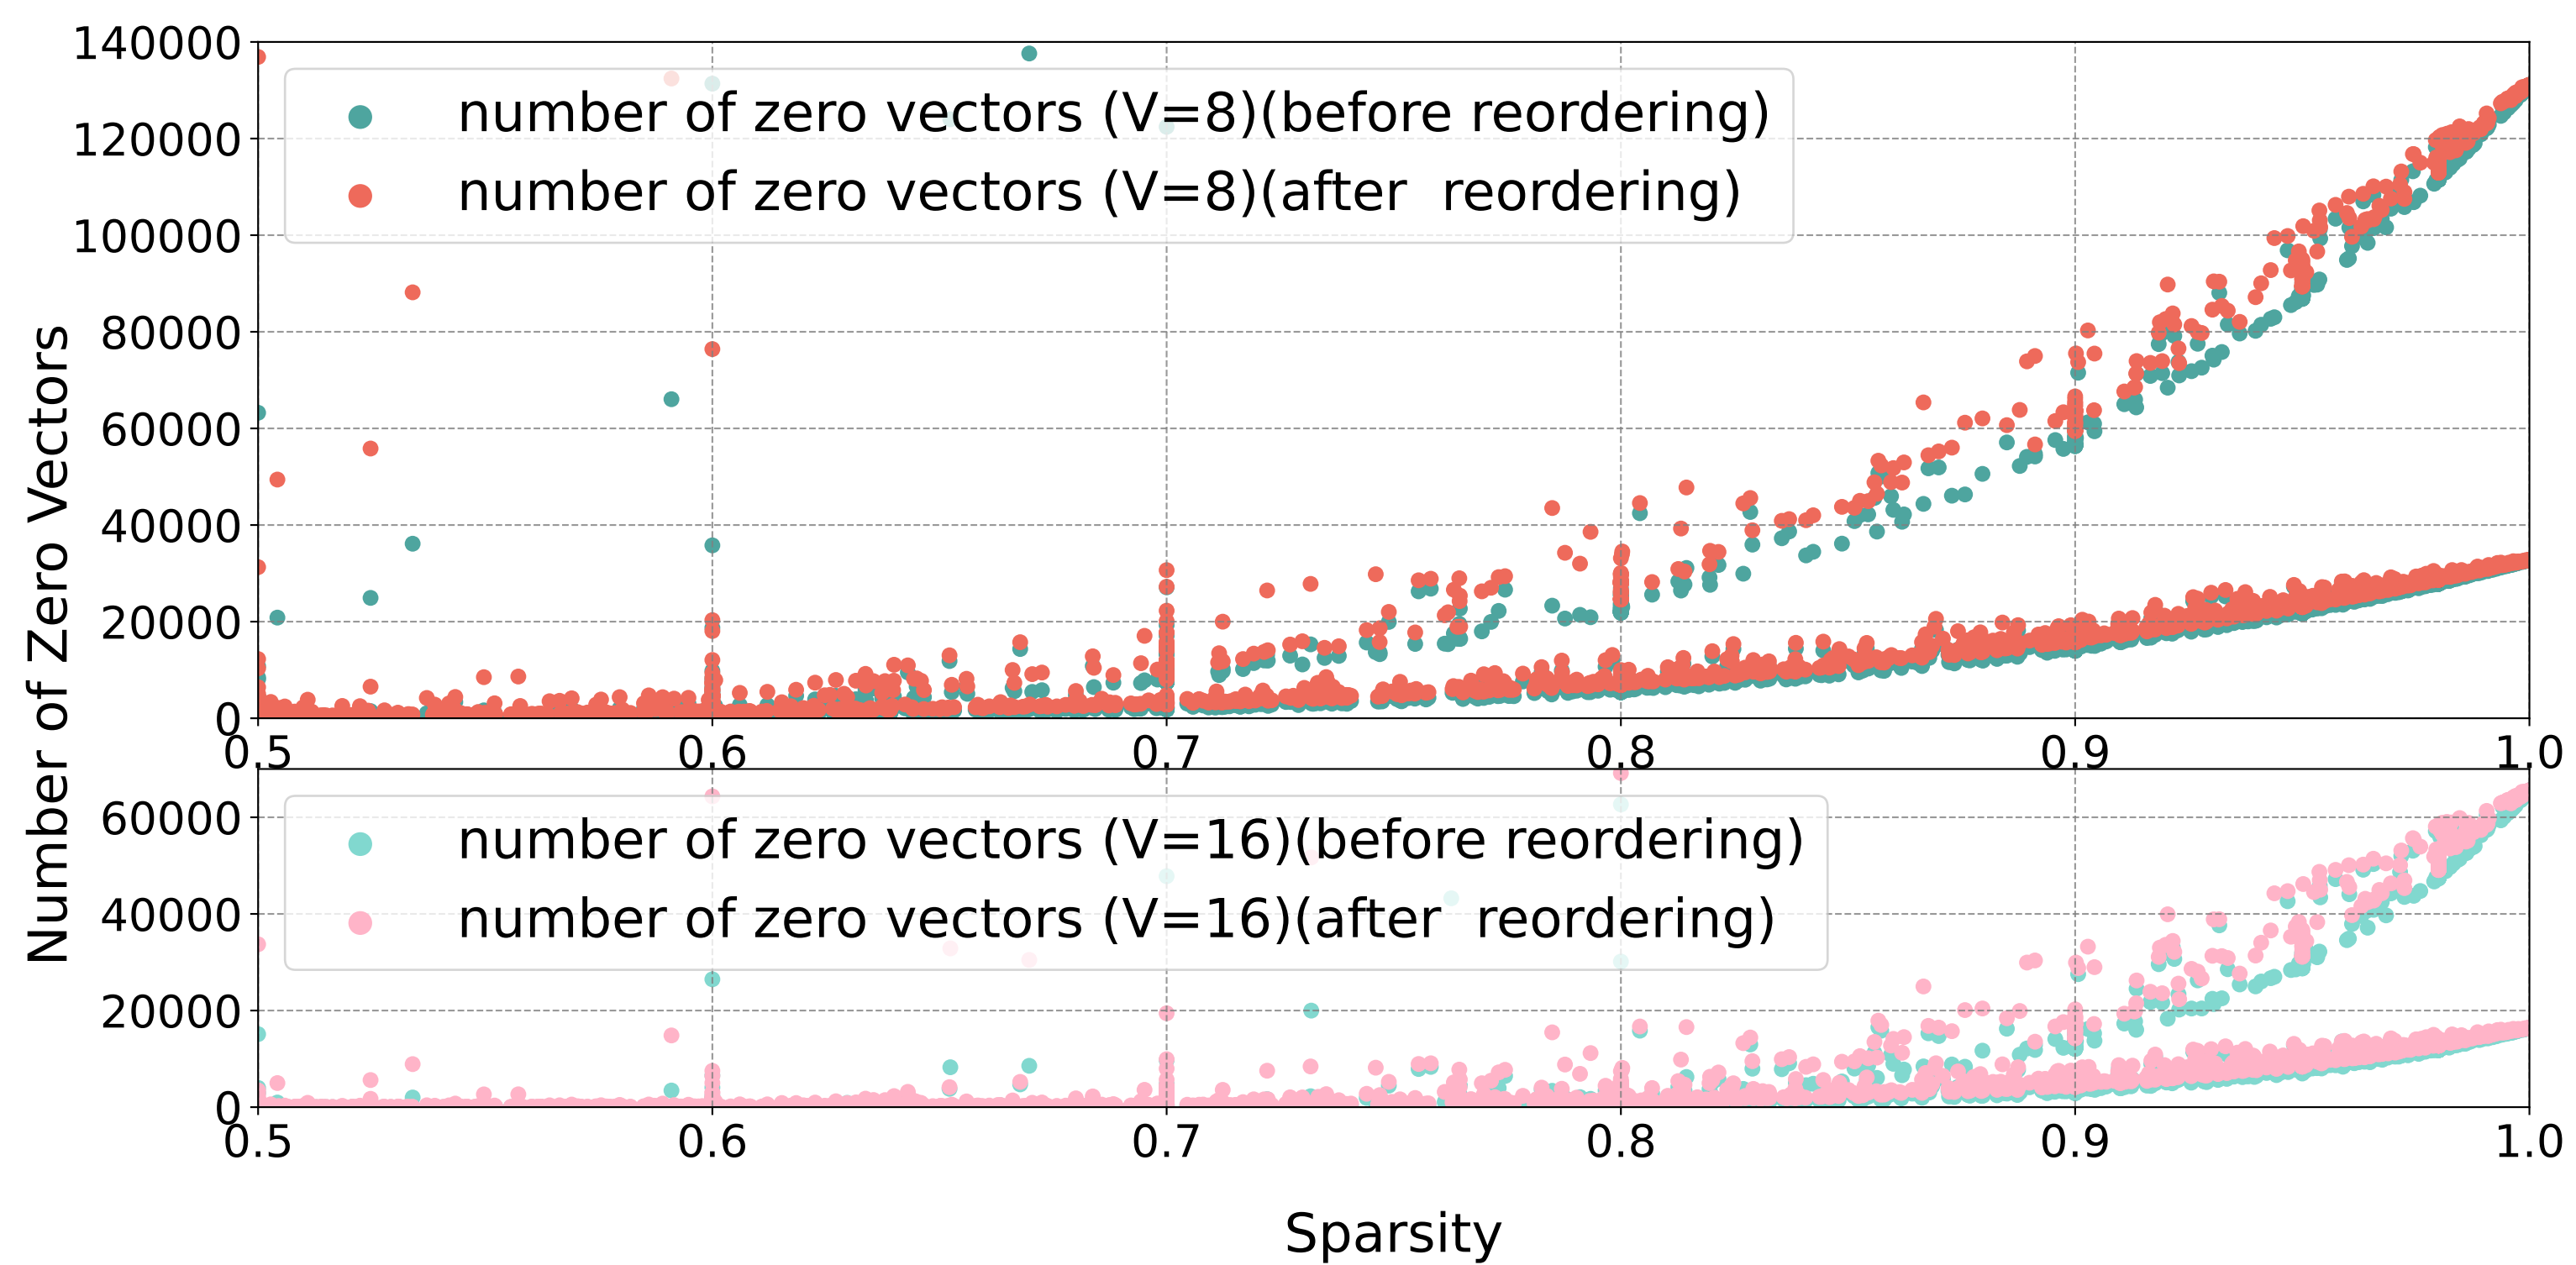 Number of Zero Vectors
140000
120000
100000
80000
60000
40000
20000
0
number of zero vectors (V=8)(before reordering)
number of zero vectors (V=8)(after  reordering)
0.5 0.6 0.7 0.8 0.9 1.0
60000
40000
20000
0
number of zero vectors (V=16)(before reordering)
number of zero vectors (V=16)(after  reordering)
0.5 0.6 0.7 0.8 0.9 1.0
Sparsity